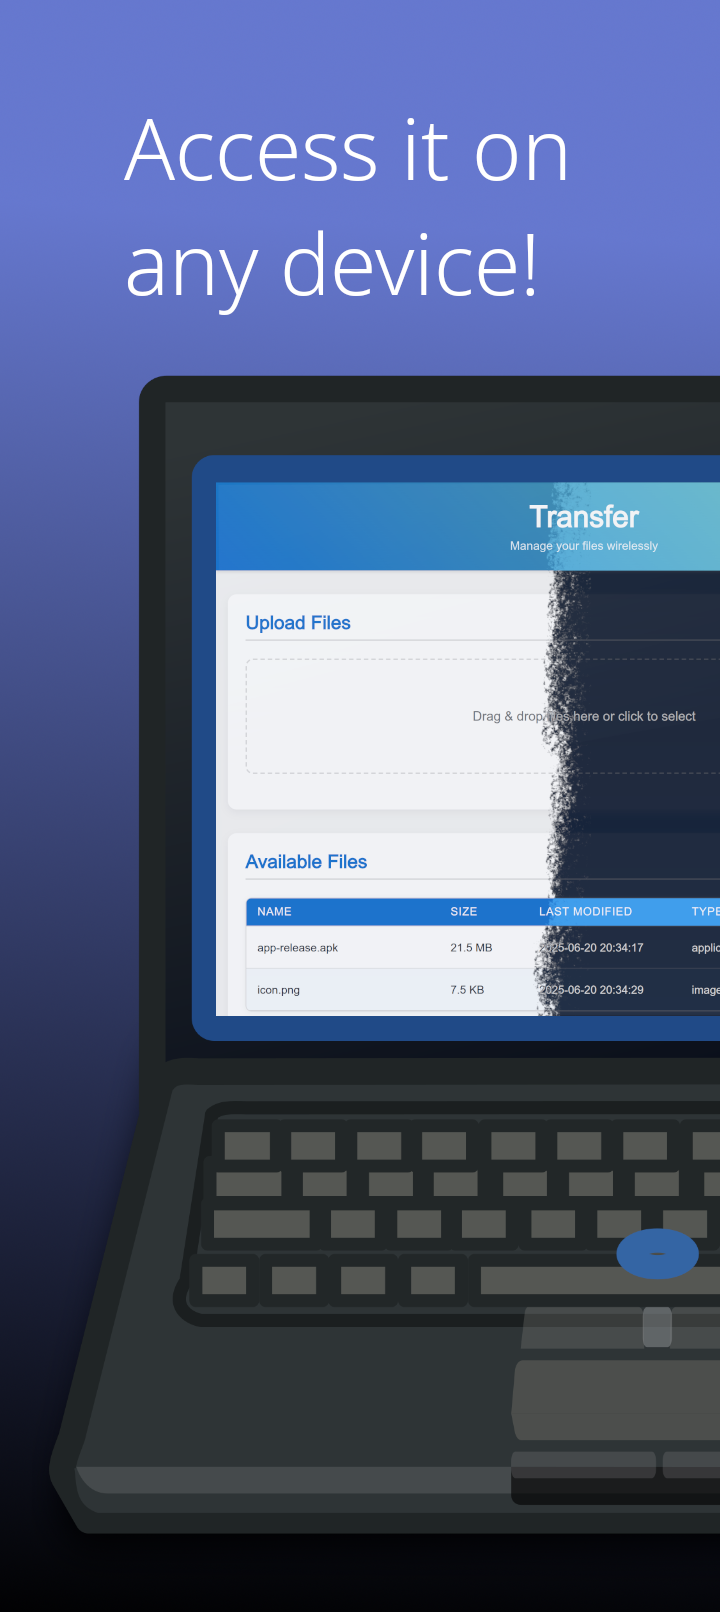 Access it on
any device!
Transfer
Manage your files wirelessly
Upload Files
Drag & drop files here or click to select
Available Files
NAME SIZE LAST MODIFIED TYPE
app-release.apk 21.5 MB 2025-06-20 20:34:17 applic
icon.png 7.5 KB 2025-06-20 20:34:29 image